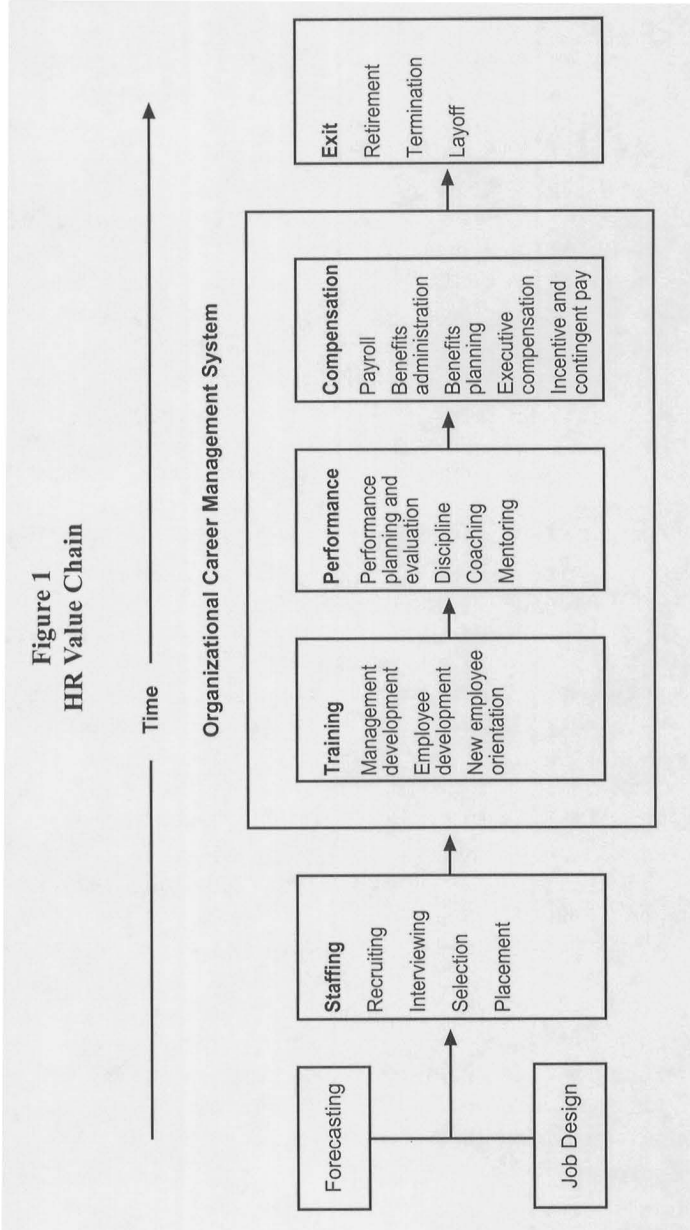 Figure 1
HR Value Chain
Time
Organizational Career Management System
Forecasting
Job Design
Staffing
Recruiting
Interviewing
Selection
Placement
Training
Management
development
Employee
development
New employee
orientation
Performance
Performance
planning and
evaluation
Discipline
Coaching
Mentoring
Compensation
Payroll
Benefits
administration
Benefits
planning
Executive
compensation
Incentive and
contingent pay
Exit
Retirement
Termination
Layoff